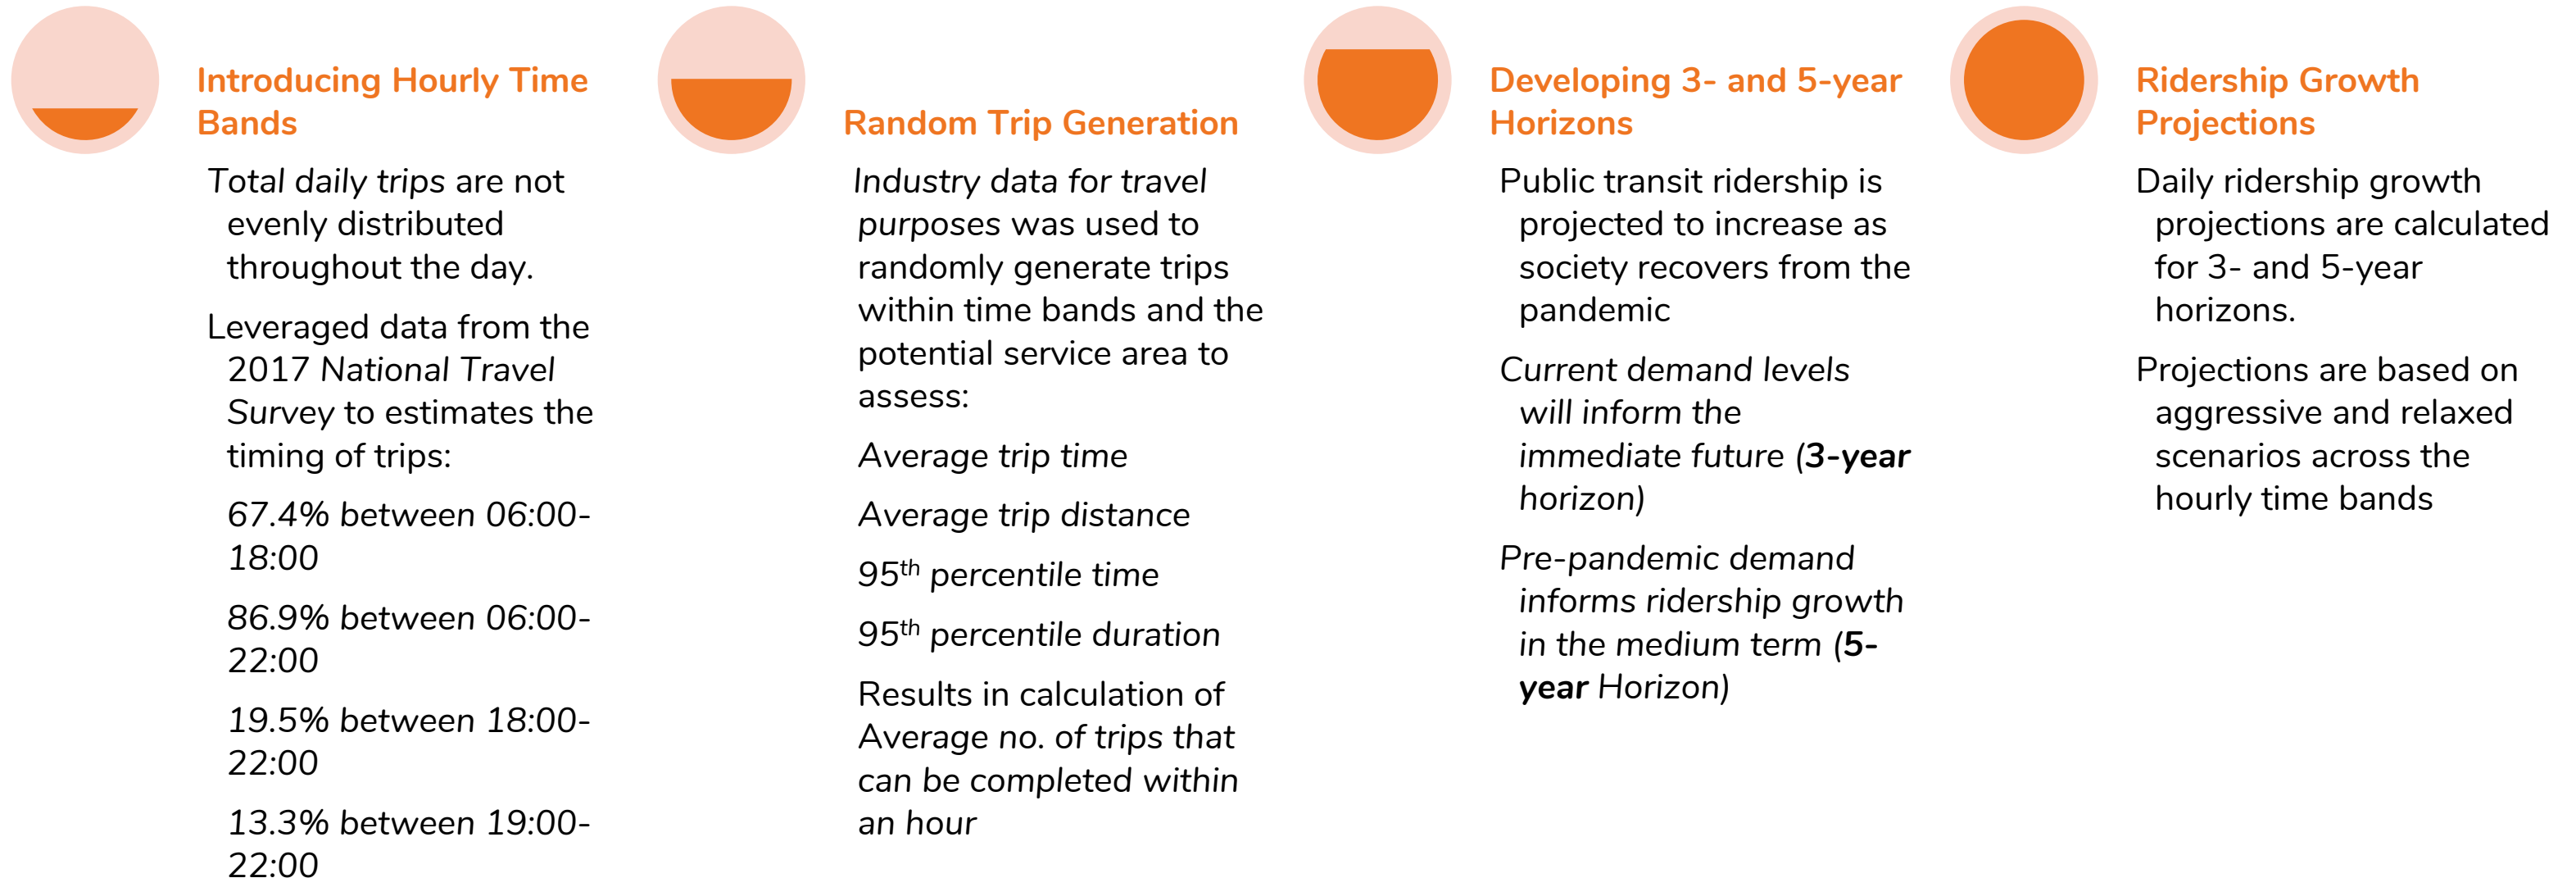 Introducing Hourly Time
Bands
Total daily trips are not
evenly distributed
throughout the day.
Leveraged data from the
2017 National Travel
Survey to estimates the
timing of trips:
67.4% between 06:00-
18:00
86.9% between 06:00-
22:00
19.5% between 18:00-
22:00
13.3% between 19:00-
22:00
Random Trip Generation
Industry data for travel
purposes was used to
randomly generate trips
within time bands and the
potential service area to
assess:
Average trip time
Average trip distance
95th percentile time
95th percentile duration
Results in calculation of
Average no. of trips that
can be completed within
an hour
Developing 3- and 5-year
Horizons
Public transit ridership is
projected to increase as
society recovers from the
pandemic
Current demand levels
will inform the
immediate future (3-year
horizon)
Pre-pandemic demand
informs ridership growth
in the medium term (5-
year Horizon)
Ridership Growth
Projections
Daily ridership growth
projections are calculated
for 3- and 5-year
horizons.
Projections are based on
aggressive and relaxed
scenarios across the
hourly time bands